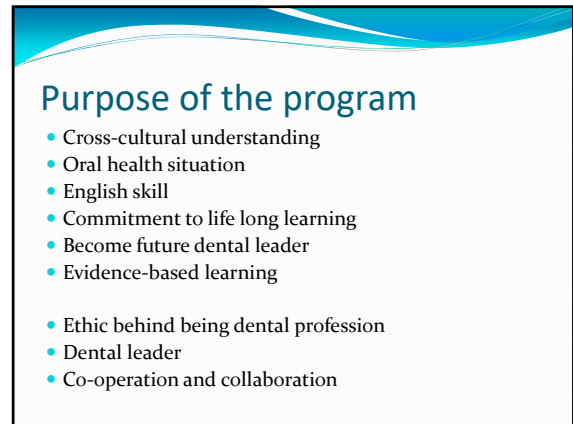 Purpose of the program
Cross-cultural understanding
Oral health situation
English skill
Commitment to life long learning
Become future dental leader
Evidence-based learning
Ethic behind being dental profession
Dental leader
Co-operation and collaboration